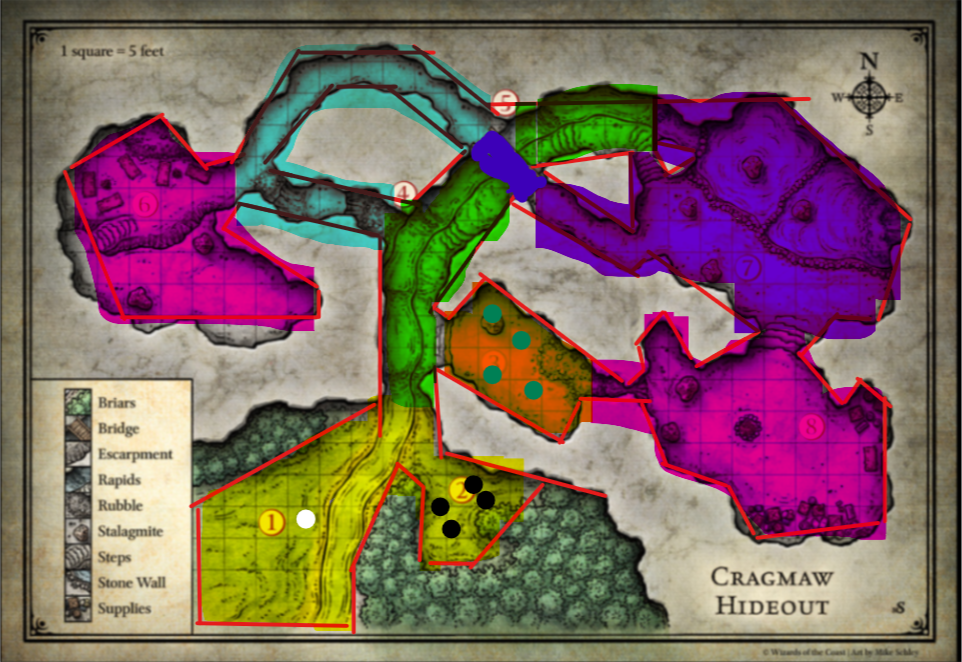 1 square = 5 feet
N
W
E
S
5
4
6
7
3
8
1
2
Briars
Bridge
Escarpment
Rapids
Rubble
Stalagmite
Steps
Stone Wall
Supplies
CRAGMAW
HIDEOUT
© Wizards of the Coast | Art by Mike Schley